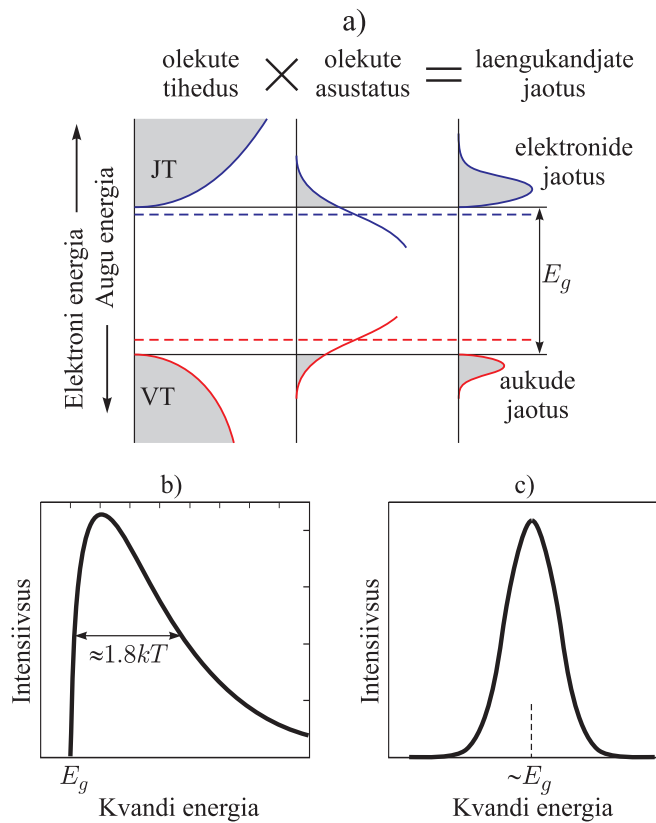 a)
olekute tihedus × olekute asustatus = laengukandjate jaotus
Elektroni energia
Augu energia
JT
elektronide
jaotus
E_g
VT
aukude
jaotus
b)
Intensiivsus
≈1.8kT
E_g
Kvandi energia
c)
Intensiivsus
~E_g
Kvandi energia